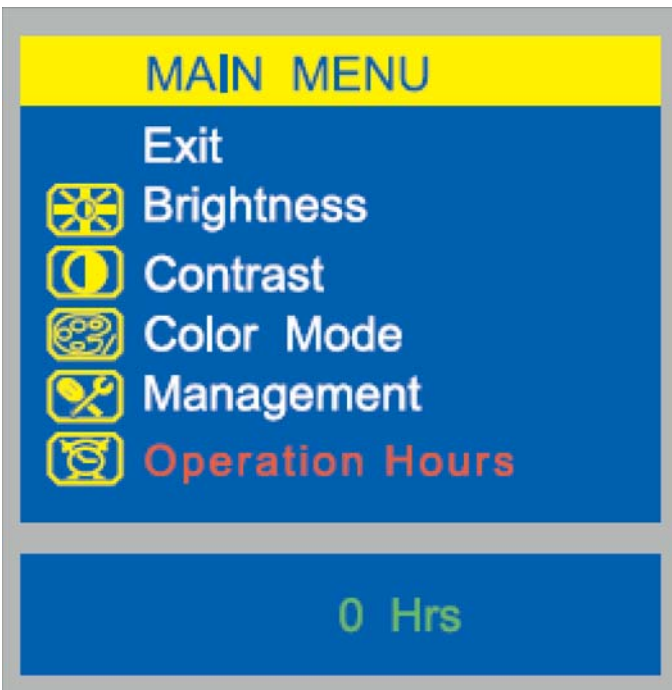 MAIN MENU
Exit
Brightness
Contrast
Color Mode
Management
Operation Hours
0 Hrs